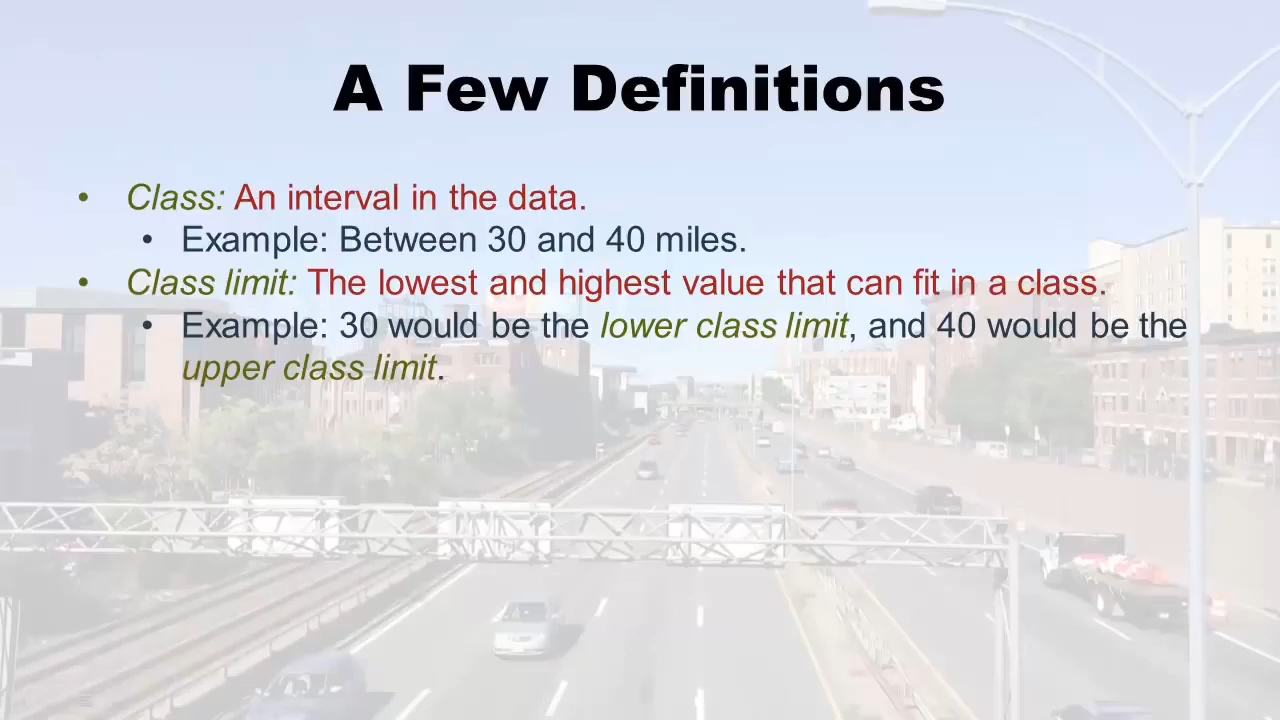 A Few Definitions
• Class: An interval in the data.
• Example: Between 30 and 40 miles.
• Class limit: The lowest and highest value that can fit in a class.
• Example: 30 would be the lower class limit, and 40 would be the
upper class limit.